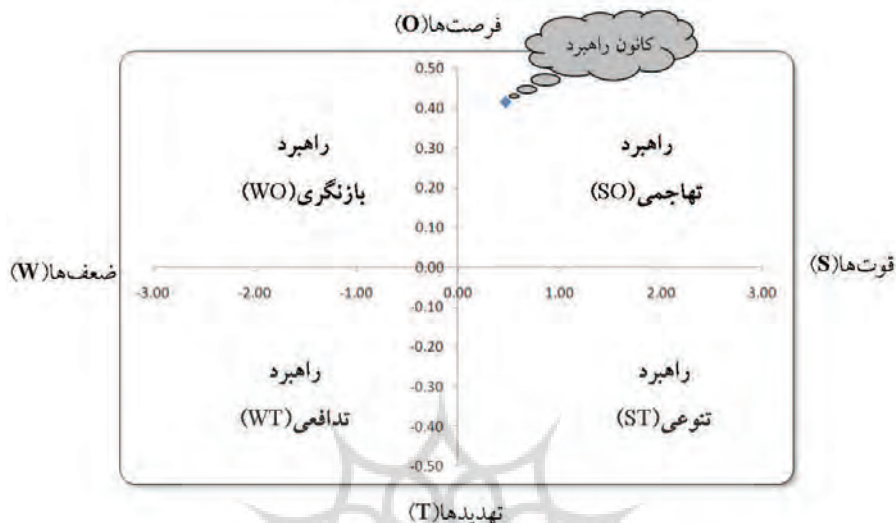 فرصت‌ها(O)
کانون راهبرد
0.50
0.40
0.30
0.20
0.10
0.00
-0.10
-0.20
-0.30
-0.40
-0.50
راهبرد
تهاجمی(SO)
راهبرد
بازنگری(WO)
قوت‌ها(S)
ضعف‌ها(W)
-3.00 -2.00 -1.00 0.00 1.00 2.00 3.00
راهبرد
تنوعی(ST)
راهبرد
تدافعی(WT)
تهدیدها(T)